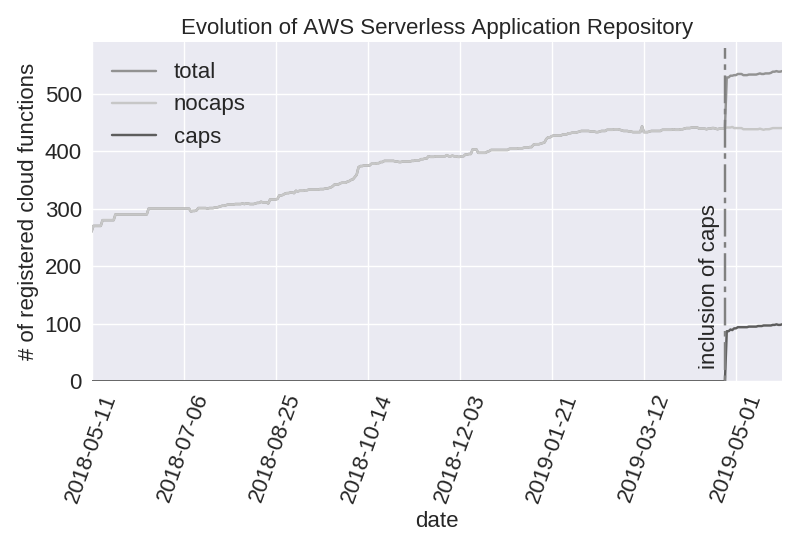 Evolution of AWS Serverless Application Repository
# of registered cloud functions
total
nocaps
caps
500
400
300
200
100
0
inclusion of caps
2018-05-11
2018-07-06
2018-08-25
2018-10-14
2018-12-03
2019-01-21
2019-03-12
2019-05-01
date